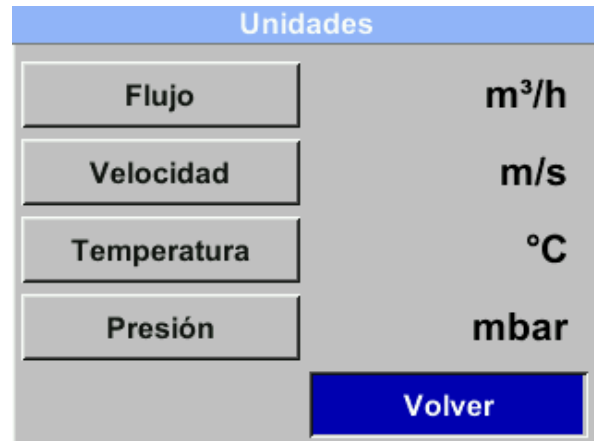 Unidades
Flujo m³/h
Velocidad m/s
Temperatura °C
Presión mbar
Volver